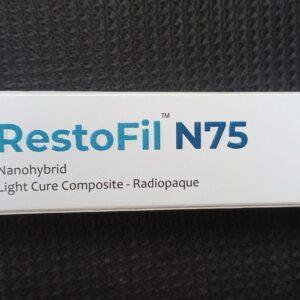 RestoFil™ N75
Nanohybrid
Light Cure Composite - Radiopaque